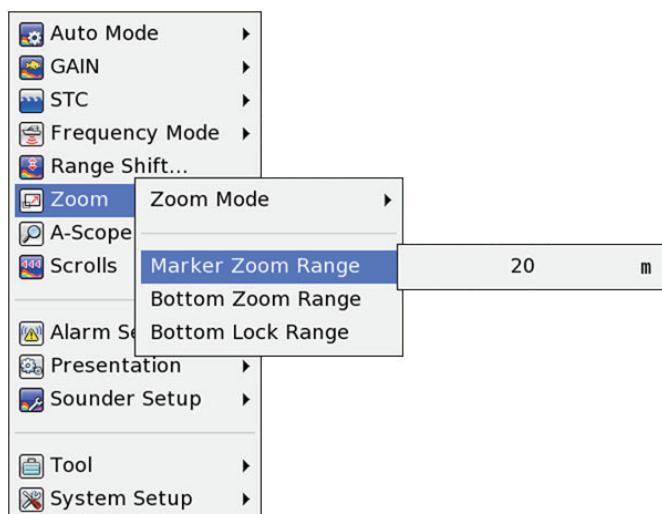 Auto Mode
GAIN
STC
Frequency Mode
Range Shift...
Zoom
Zoom Mode
A-Scope
Scrolls
Marker Zoom Range
20 m
Bottom Zoom Range
Alarm Se
Bottom Lock Range
Presentation
Sounder Setup
Tool
System Setup